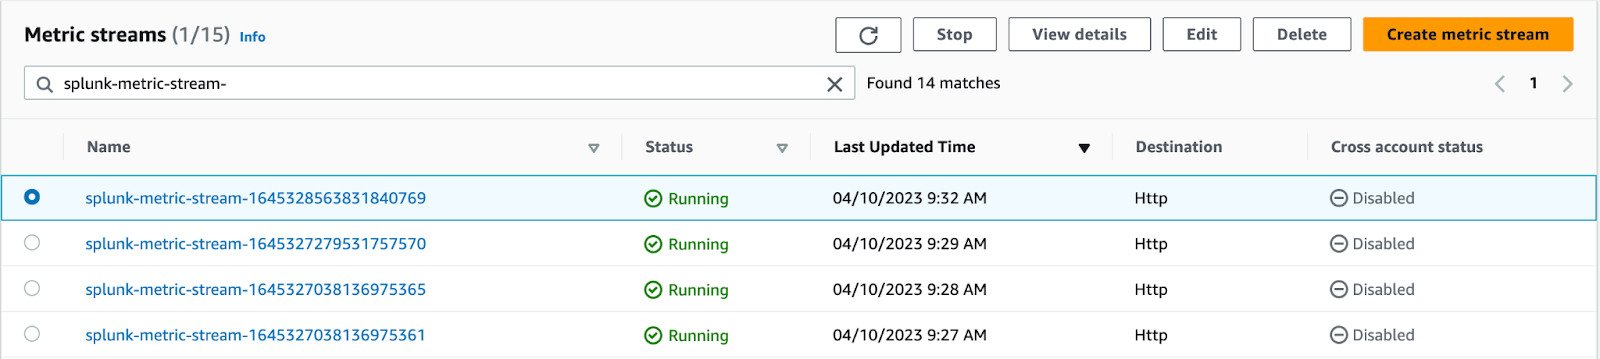 Metric streams (1/15) Info Stop View details Edit Delete Create metric stream
splunk-metric-stream- Found 14 matches 1
Name Status Last Updated Time Destination Cross account status
splunk-metric-stream-1645328563831840769 Running 04/10/2023 9:32 AM Http Disabled
splunk-metric-stream-1645327279531757570 Running 04/10/2023 9:29 AM Http Disabled
splunk-metric-stream-1645327038136975365 Running 04/10/2023 9:28 AM Http Disabled
splunk-metric-stream-1645327038136975361 Running 04/10/2023 9:27 AM Http Disabled